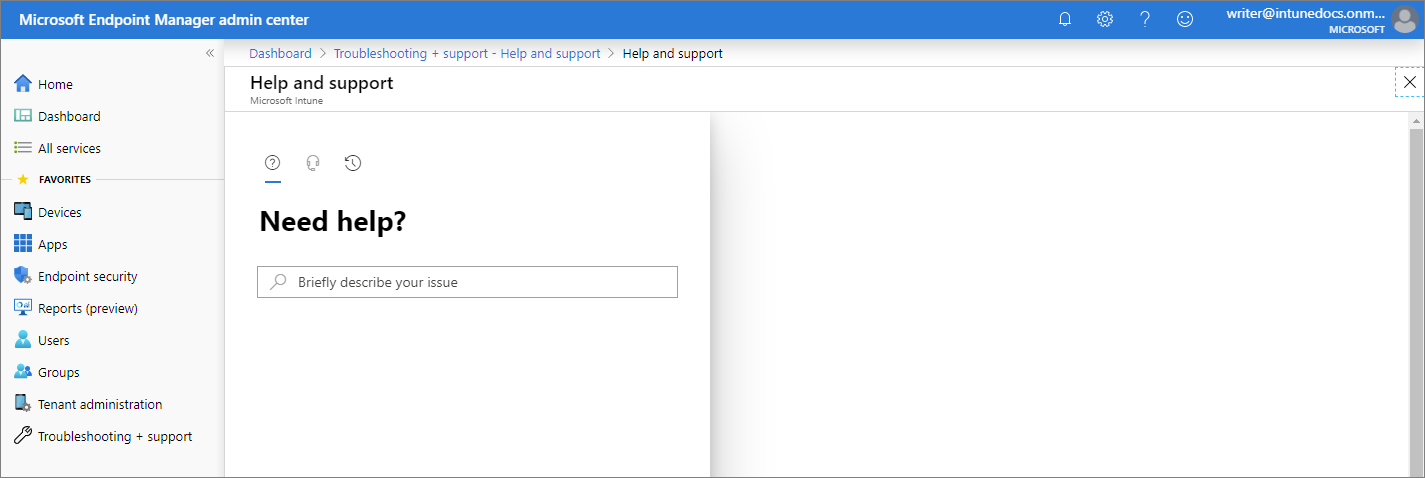 Microsoft Endpoint Manager admin center
writer@intunedocs.onm...
MICROSOFT
Home
Dashboard
All services
FAVORITES
Devices
Apps
Endpoint security
Reports (preview)
Users
Groups
Tenant administration
Troubleshooting + support
Dashboard > Troubleshooting + support - Help and support > Help and support
Help and support
Microsoft Intune
Need help?
Briefly describe your issue